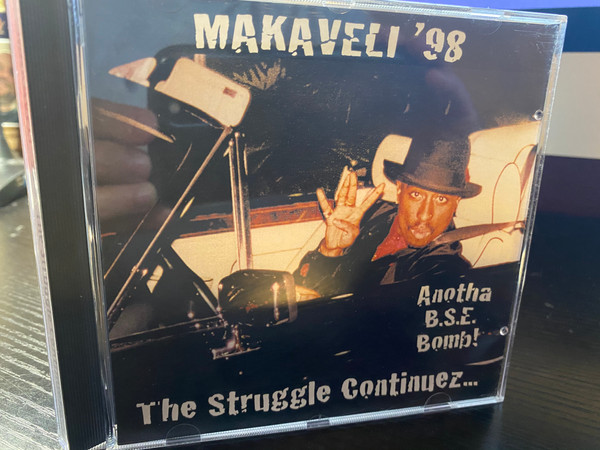 MAKAVELI '98
Anotha
B.S.E.
Bomb!
The Struggle Continuez...